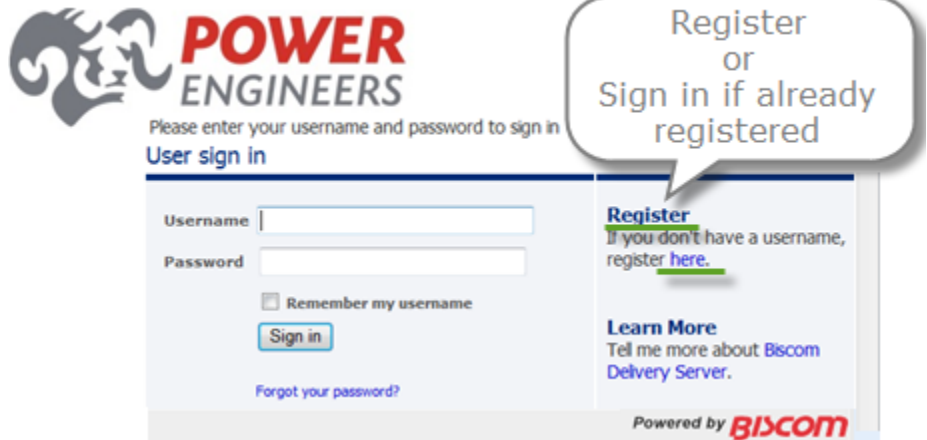 POWER
ENGINEERS
Register
or
Sign in if already
registered
Please enter your username and password to sign in
User sign in
Username
Password
Remember my username
Sign in
Forgot your password?
Register
If you don't have a username,
register here.
Learn More
Tell me more about Biscom
Delivery Server.
Powered by BISCOM